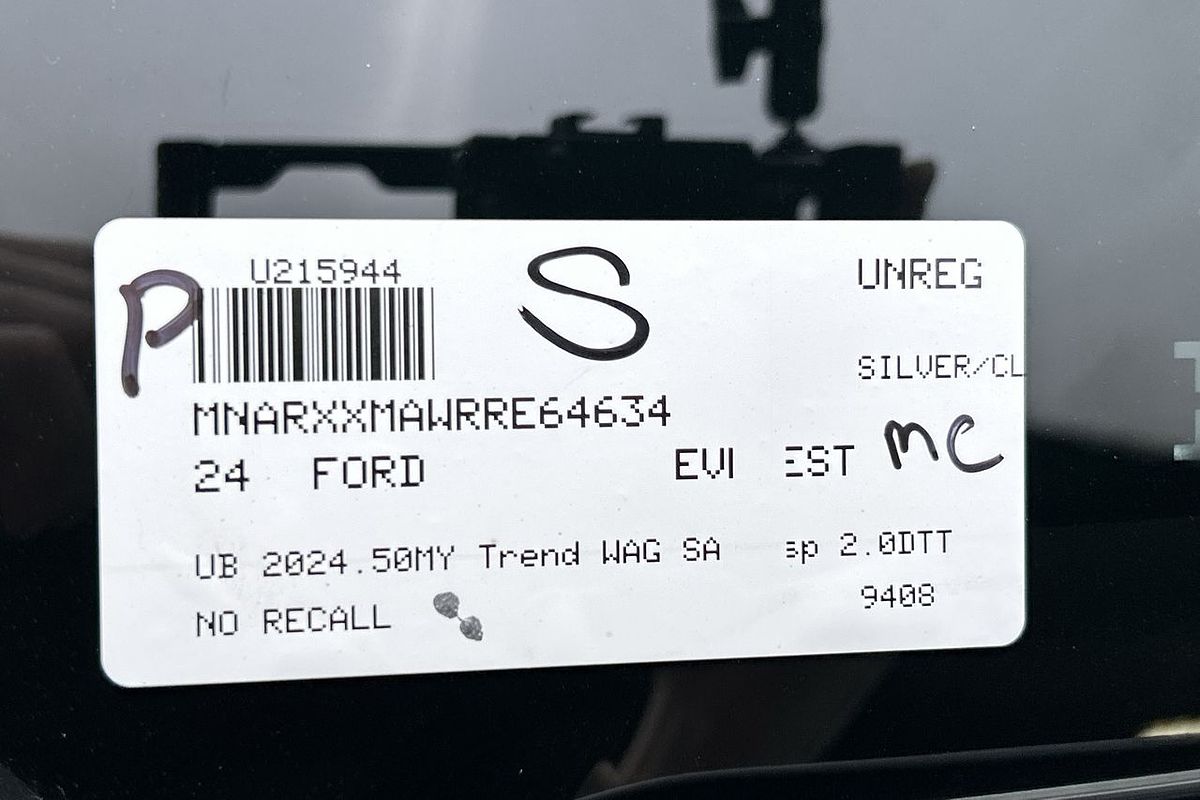 U215944
S
UNREG
P
SILVER/CL
MNARXXMAWRRE64634
24 FORD EV EST MC
UB 2024.50MY Trend WAG SA sp 2.0DTT
9408
NO RECALL